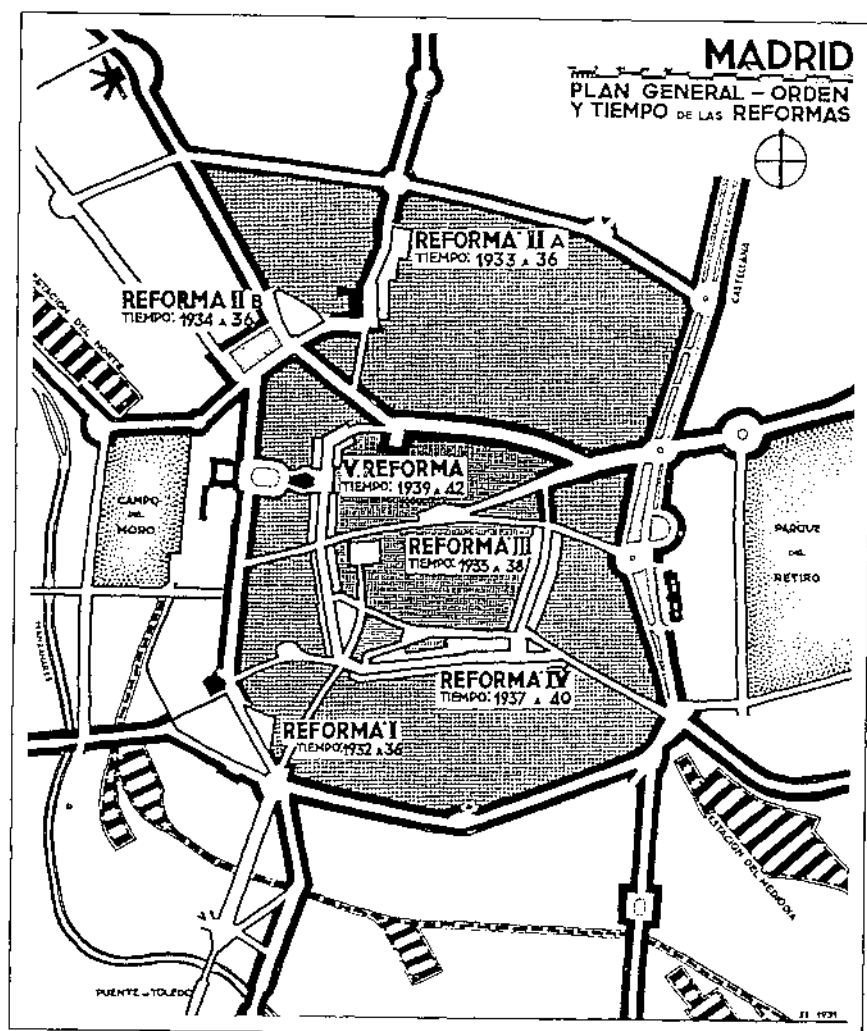 MADRID
PLAN GENERAL – ORDEN
Y TIEMPO DE LAS REFORMAS
REFORMA II A
TIEMPO: 1933 A 36
CASTELLANA
REFORMA II B
TIEMPO: 1934 A 36
ESTACION DEL NORTE
V. REFORMA
TIEMPO: 1939 A 42
CAMPO
DEL
MORO
PARQUE
DEL
RETIRO
REFORMA III
TIEMPO: 1935 A 38
MANZANARES
REFORMA IV
TIEMPO: 1937 A 40
REFORMA I
TIEMPO: 1932 A 36
ESTACION DEL MEDIODIA
PUENTE DE TOLEDO
1931